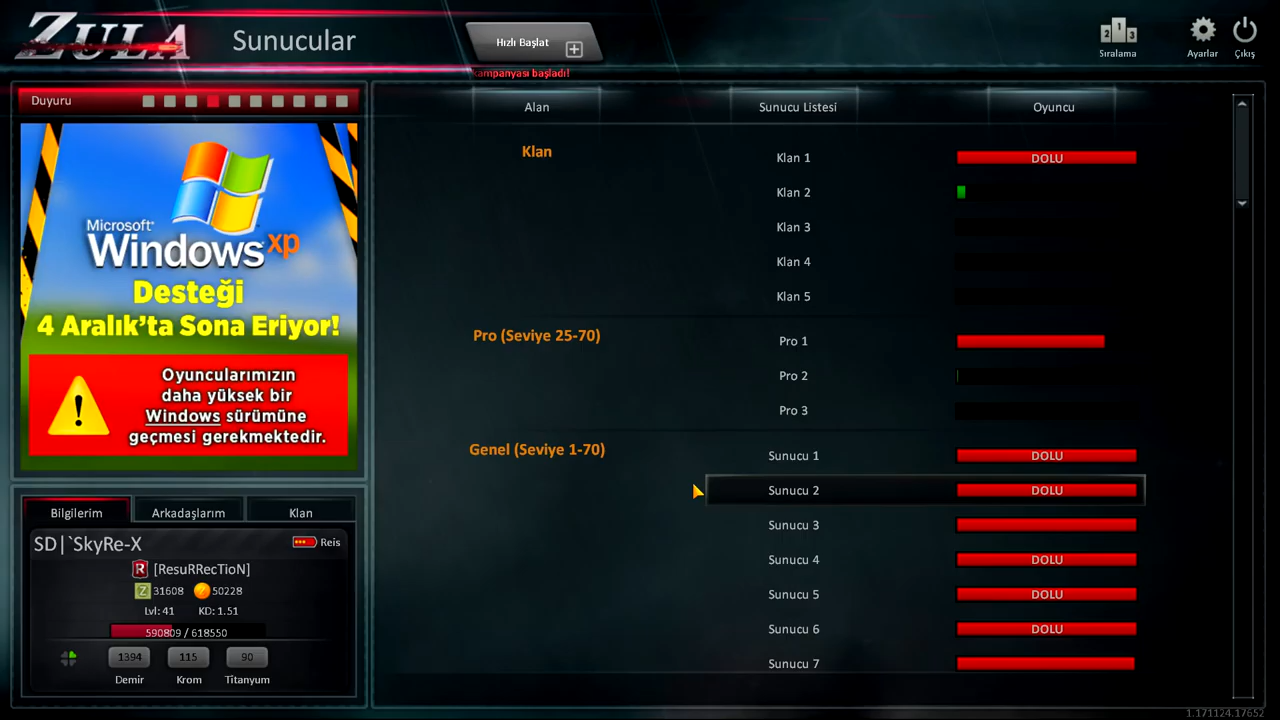 ZULA
Sunucular
Hızlı Başlat
kampanyası başladı!
Sıralama
Ayarlar
Çıkış
Duyuru
Microsoft
Windows xp
Desteği
4 Aralık'ta Sona Eriyor!
Oyuncularımızın
daha yüksek bir
Windows sürümüne
geçmesi gerekmektedir.
Bilgilerim Arkadaşlarım Klan
SD|`SkyRe-X Reis
R [ResuRRecTioN]
Z 31608 Z 50228
Lvl: 41 KD: 1.51
590809 / 618550
1394 115 90
Demir Krom Titanyum
Alan Sunucu Listesi Oyuncu
Klan
Klan 1 DOLU
Klan 2
Klan 3
Klan 4
Klan 5
Pro (Seviye 25-70)
Pro 1
Pro 2
Pro 3
Genel (Seviye 1-70)
Sunucu 1 DOLU
Sunucu 2 DOLU
Sunucu 3
Sunucu 4 DOLU
Sunucu 5 DOLU
Sunucu 6 DOLU
Sunucu 7
1.171124.17652